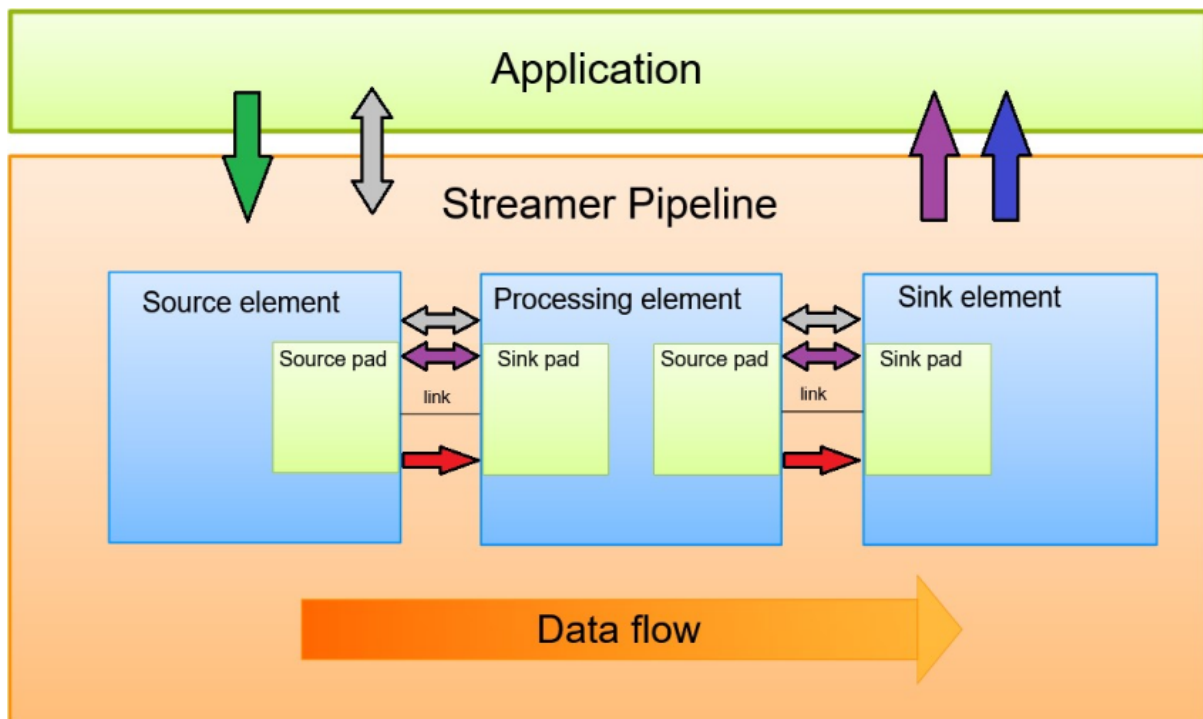 Application
Streamer Pipeline
Source element
Processing element
Sink element
Source pad
Sink pad
Source pad
Sink pad
link
link
Data flow